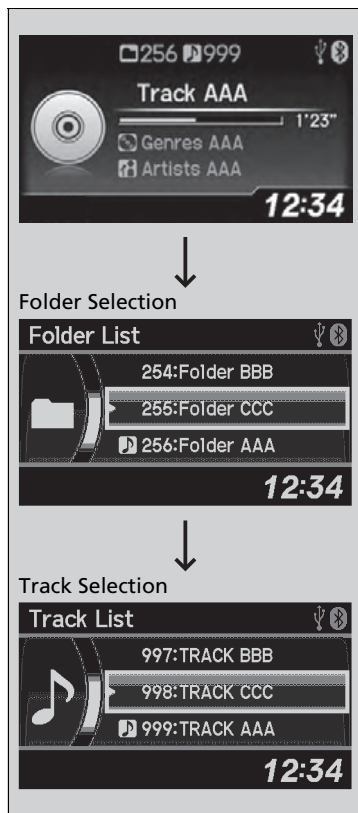 256 999
Track AAA
1'23"
Genres AAA
Artists AAA
12:34
Folder Selection
Folder List
254:Folder BBB
255:Folder CCC
256:Folder AAA
12:34
Track Selection
Track List
997:TRACK BBB
998:TRACK CCC
999:TRACK AAA
12:34